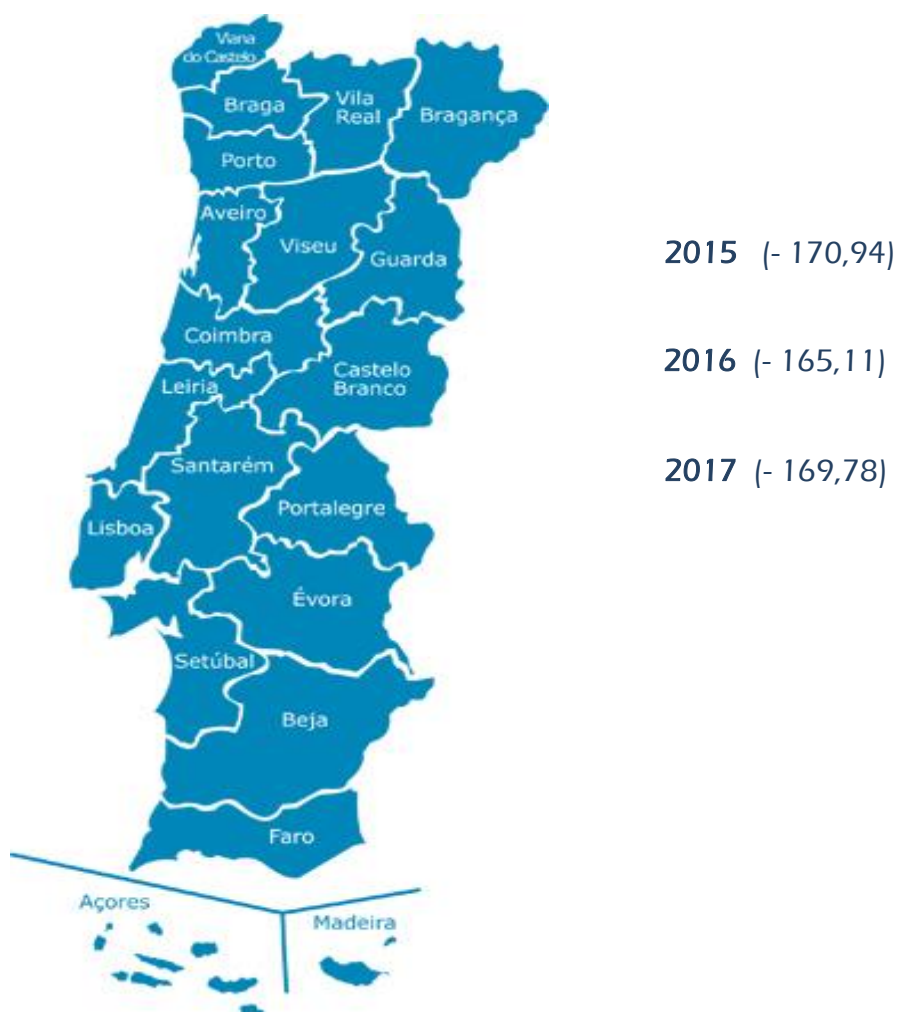 Viana
do Castelo
Braga
Vila
Real
Bragança
Porto
Aveiro
Viseu
Guarda
2015 (- 170,94)
Coimbra
2016 (- 165,11)
Castelo
Branco
Leiria
Santarém
2017 (- 169,78)
Portalegre
Lisboa
Évora
Setúbal
Beja
Faro
Açores
Madeira